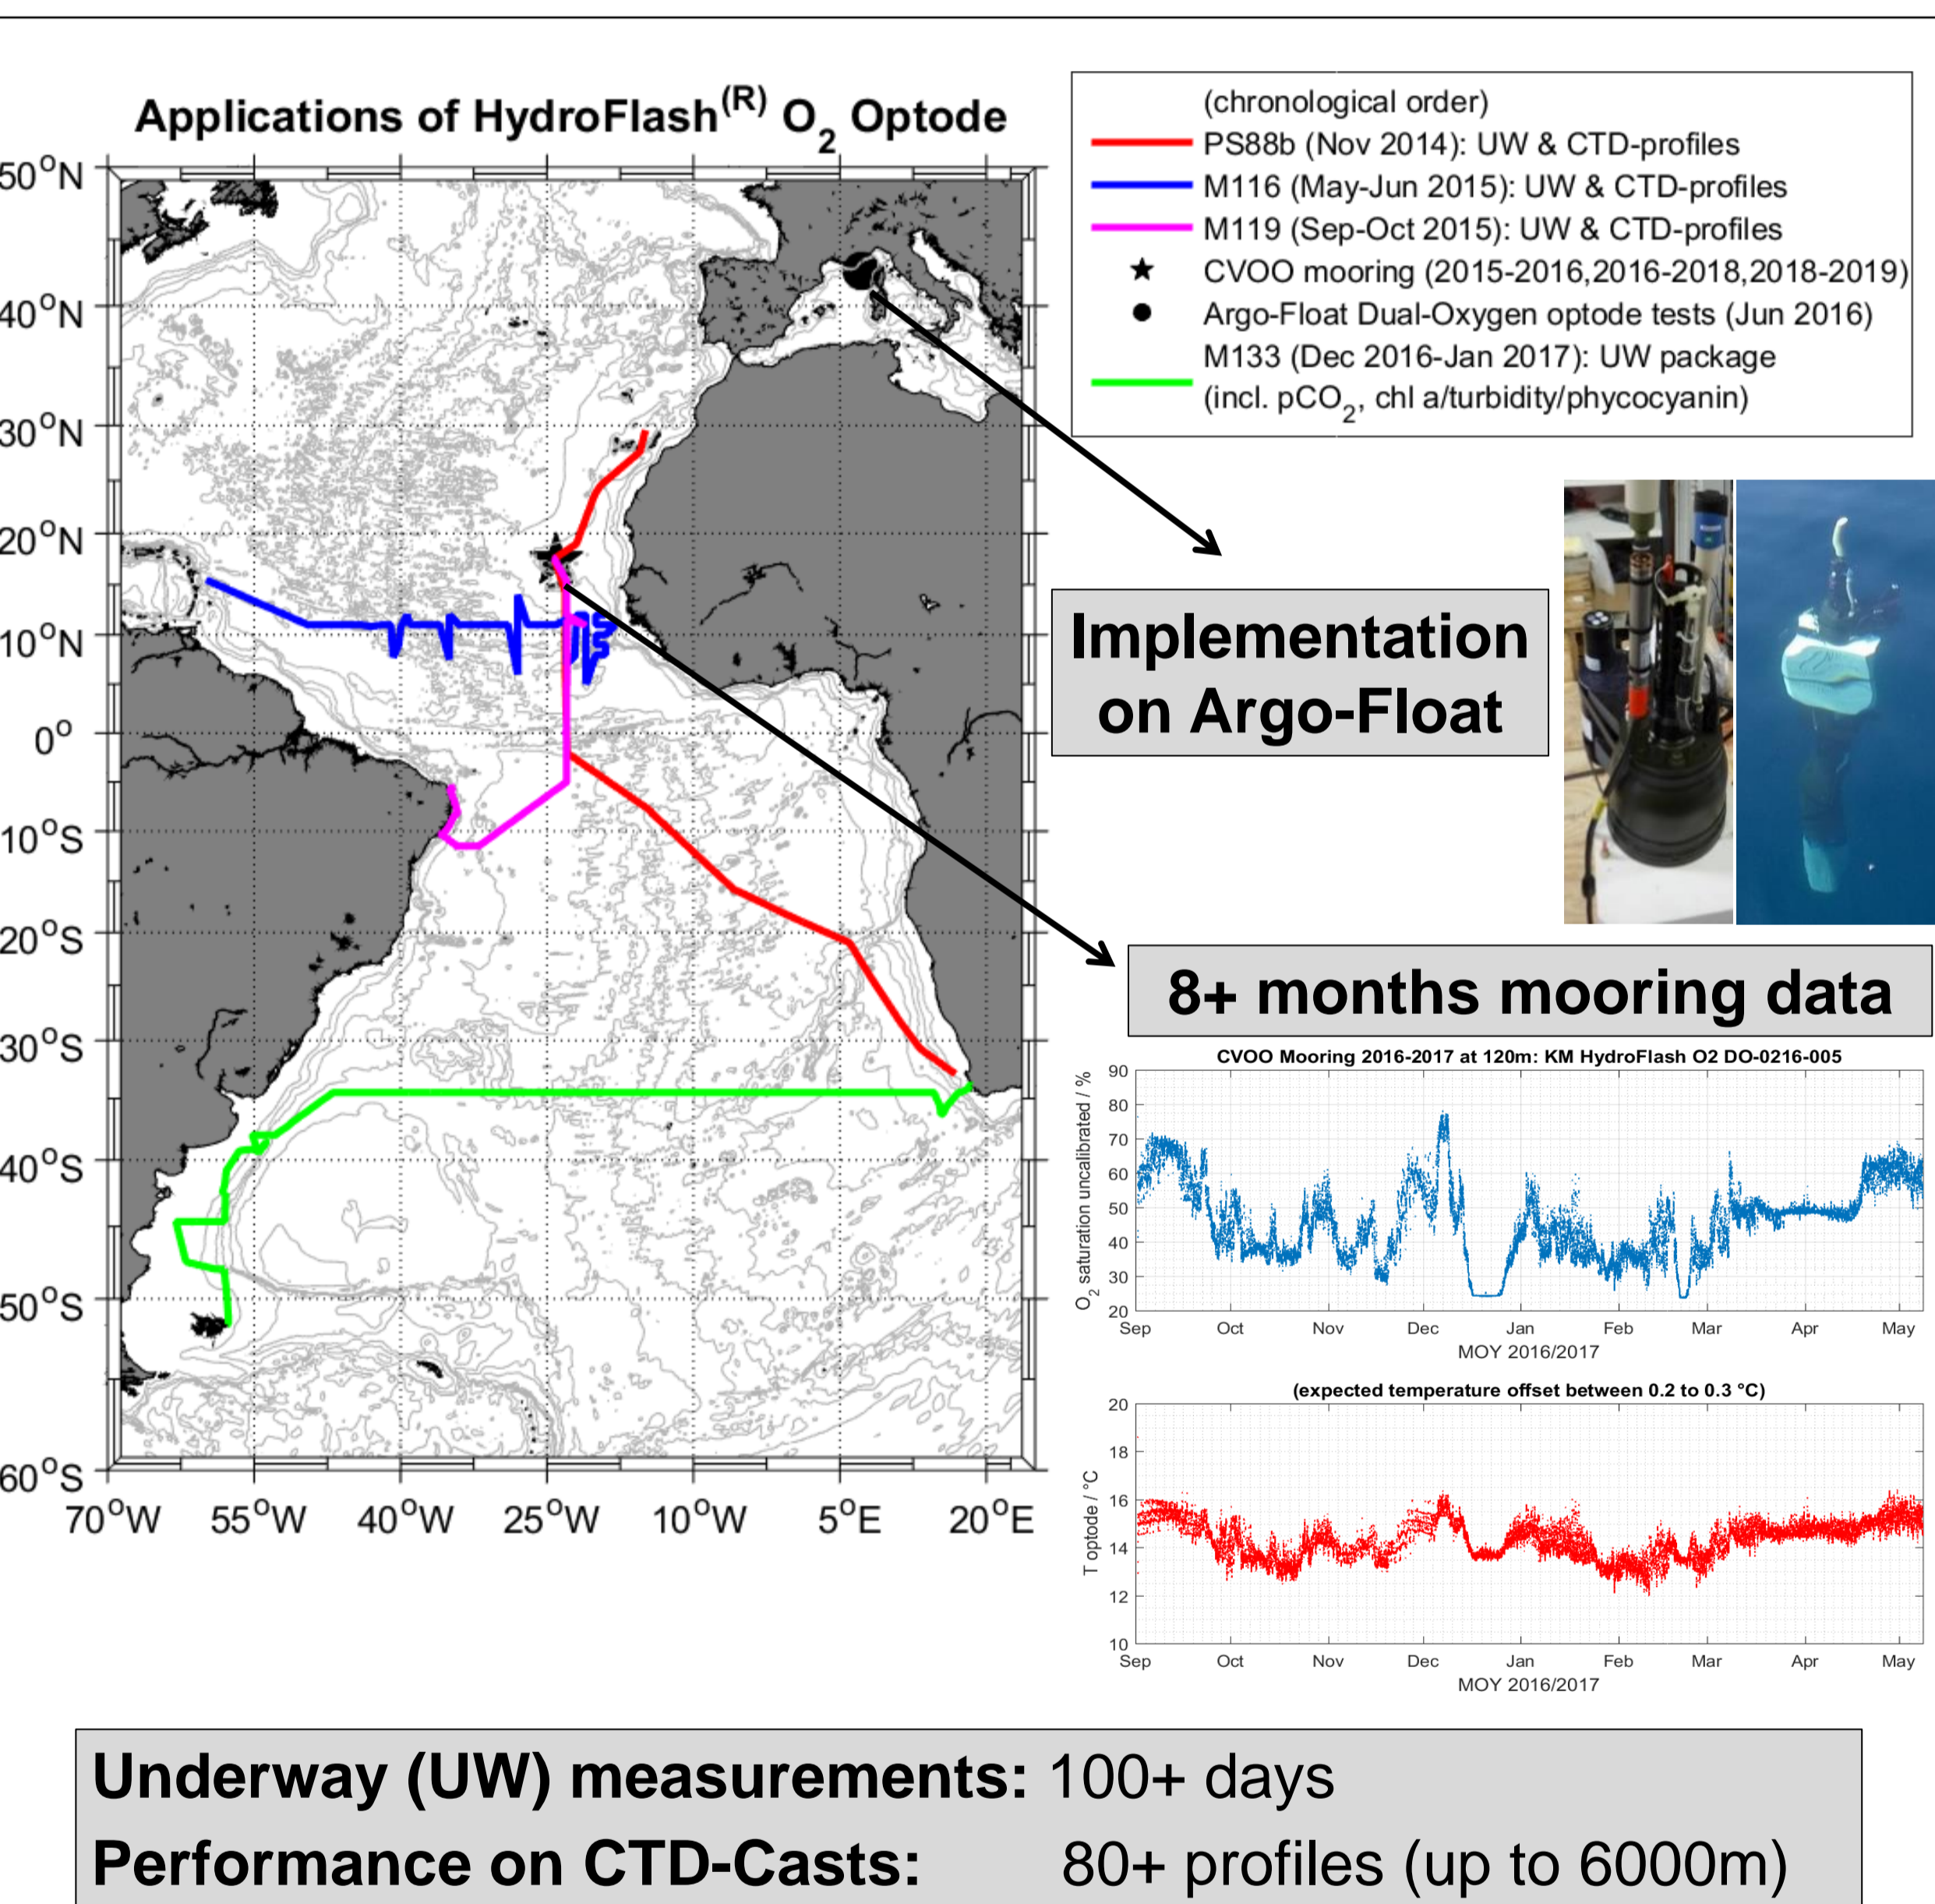 Applications of HydroFlash(R) O2 Optode
50°N
40°N
30°N
20°N
10°N
0°
10°S
20°S
30°S
40°S
50°S
60°S
70°W 55°W 40°W 25°W 10°W 5°E 20°E
(chronological order)
PS88b (Nov 2014): UW & CTD-profiles
M116 (May-Jun 2015): UW & CTD-profiles
M119 (Sep-Oct 2015): UW & CTD-profiles
CVOO mooring (2015-2016,2016-2018,2018-2019)
Argo-Float Dual-Oxygen optode tests (Jun 2016)
M133 (Dec 2016-Jan 2017): UW package
(incl. pCO2, chl a/turbidity/phycocyanin)
Implementation
on Argo-Float
8+ months mooring data
CVOO Mooring 2016-2017 at 120m: KM HydroFlash O2 DO-0216-005
O2 saturation uncalibrated / %
90
80
70
60
50
40
30
20
Sep Oct Nov Dec Jan Feb Mar Apr May
MOY 2016/2017
(expected temperature offset between 0.2 to 0.3 °C)
T optode / °C
20
18
16
14
12
10
Sep Oct Nov Dec Jan Feb Mar Apr May
MOY 2016/2017
Underway (UW) measurements: 100+ days
Performance on CTD-Casts: 80+ profiles (up to 6000m)